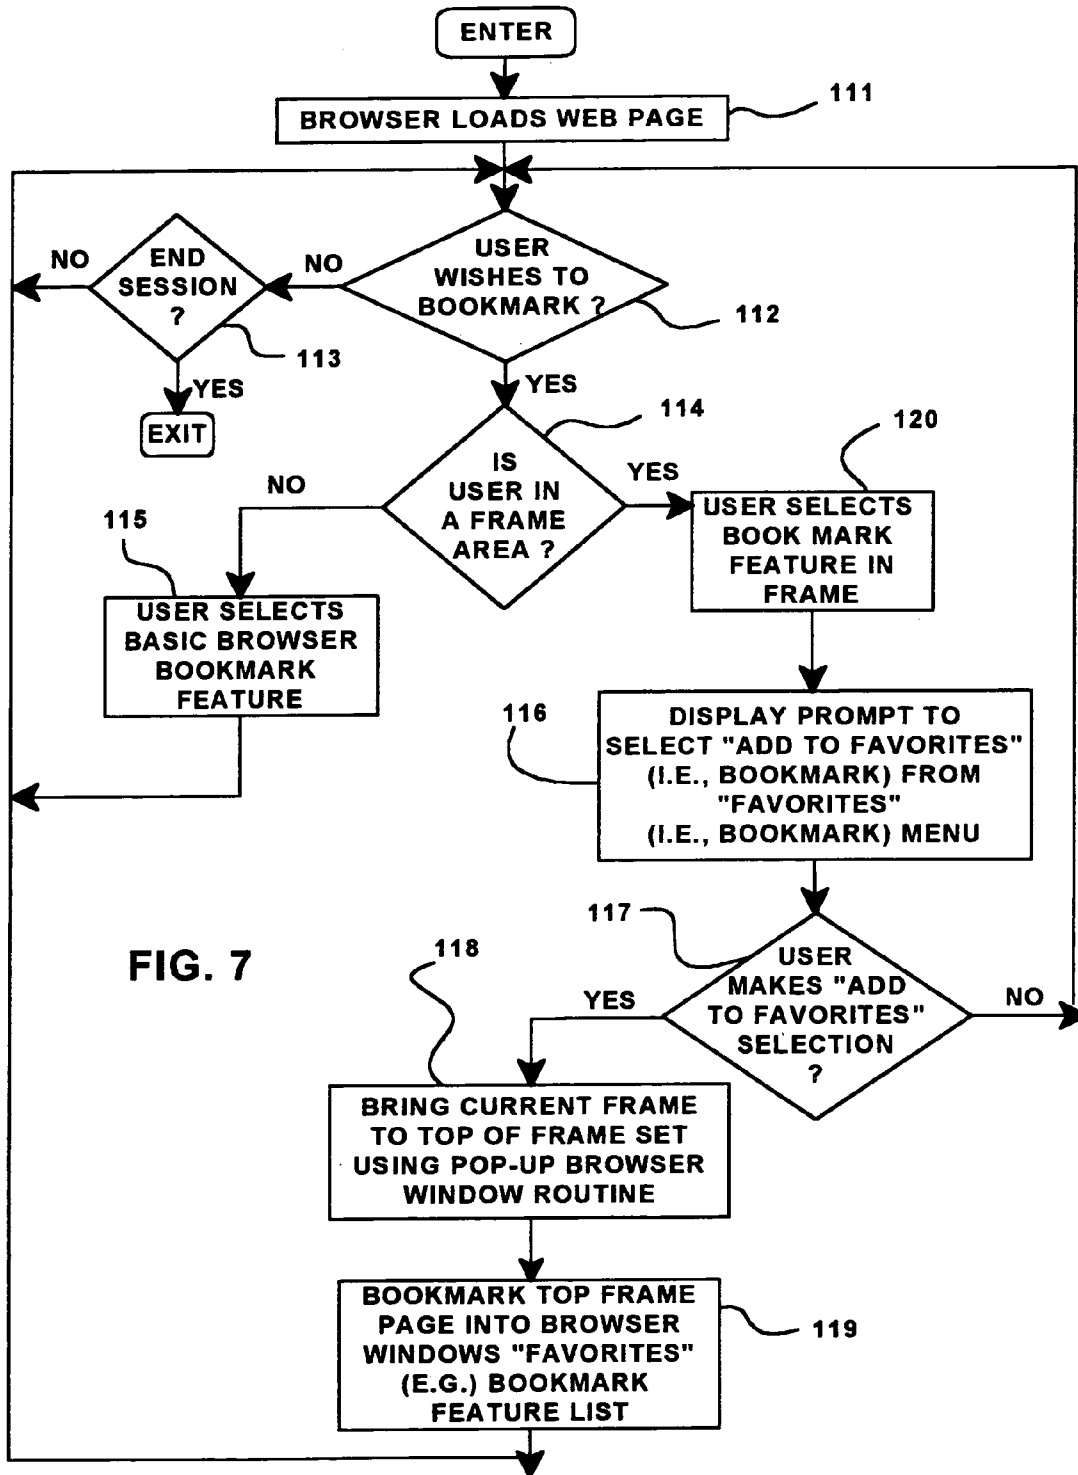 ENTER
BROWSER LOADS WEB PAGE
111
USER
WISHES TO
BOOKMARK ?
112
NO
END
SESSION
?
113
NO
YES
EXIT
YES
IS
USER IN
A FRAME
AREA ?
114
NO
YES
115
USER SELECTS
BASIC BROWSER
BOOKMARK
FEATURE
120
USER SELECTS
BOOK MARK
FEATURE IN
FRAME
116
DISPLAY PROMPT TO
SELECT "ADD TO FAVORITES"
(I.E., BOOKMARK) FROM
"FAVORITES"
(I.E., BOOKMARK) MENU
117
USER
MAKES "ADD
TO FAVORITES"
SELECTION
?
NO
YES
FIG. 7
118
BRING CURRENT FRAME
TO TOP OF FRAME SET
USING POP-UP BROWSER
WINDOW ROUTINE
BOOKMARK TOP FRAME
PAGE INTO BROWSER
WINDOWS "FAVORITES"
(E.G.) BOOKMARK
FEATURE LIST
119